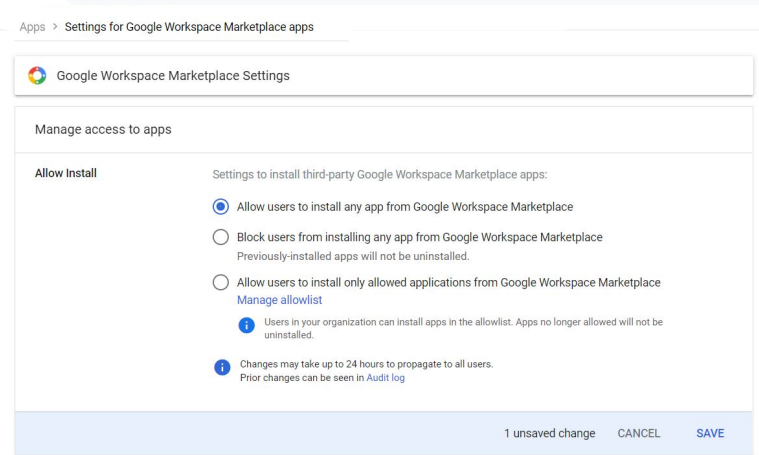 Apps > Settings for Google Workspace Marketplace apps
Google Workspace Marketplace Settings
Manage access to apps
Allow Install
Settings to install third-party Google Workspace Marketplace apps:
Allow users to install any app from Google Workspace Marketplace
Block users from installing any app from Google Workspace Marketplace
Previously-installed apps will not be uninstalled.
Allow users to install only allowed applications from Google Workspace Marketplace
Manage allowlist
Users in your organization can install apps in the allowlist. Apps no longer allowed will not be
uninstalled.
Changes may take up to 24 hours to propagate to all users.
Prior changes can be seen in Audit log
1 unsaved change CANCEL SAVE